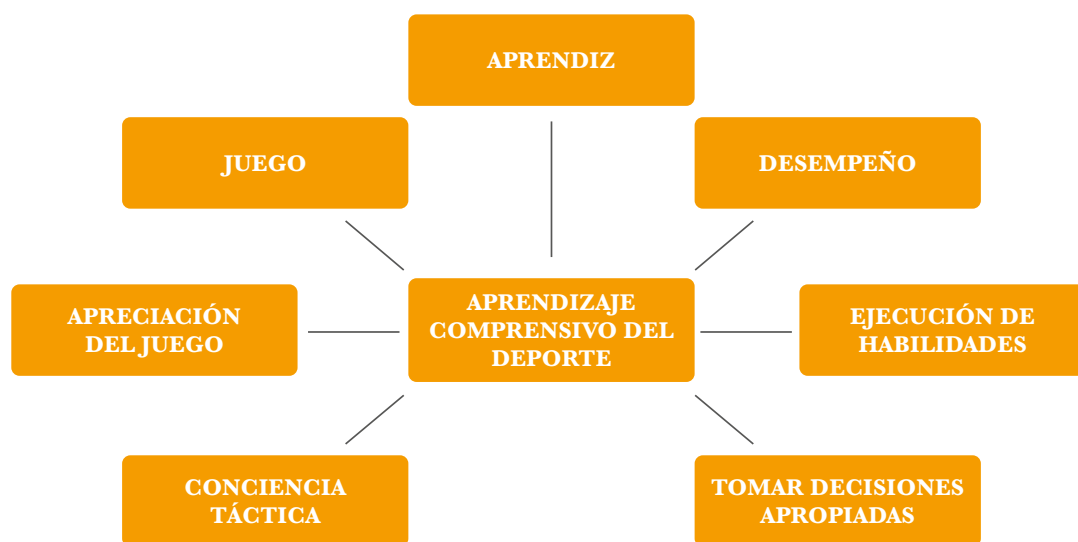 APRENDIZ
JUEGO
DESEMPEÑO
APRECIACIÓN
DEL JUEGO
APRENDIZAJE
COMPRENSIVO DEL
DEPORTE
EJECUCIÓN DE
HABILIDADES
CONCIENCIA
TÁCTICA
TOMAR DECISIONES
APROPIADAS